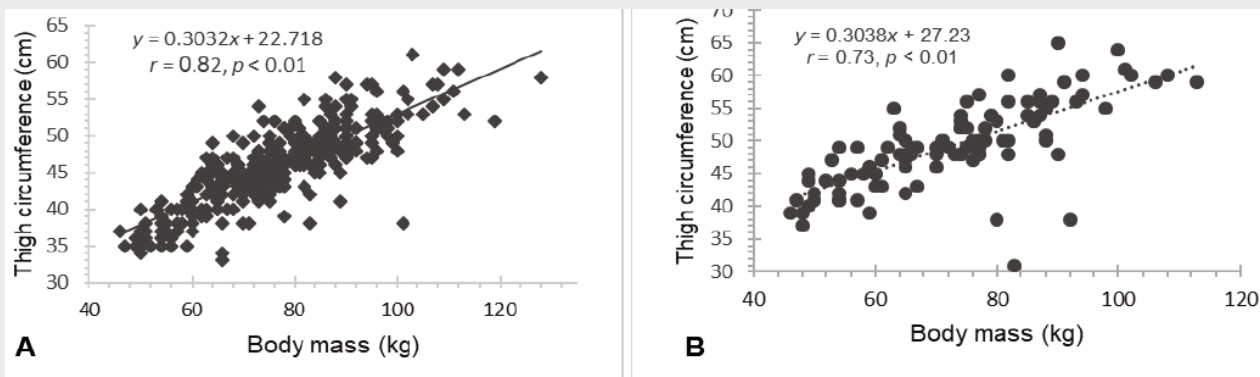 65
y = 0.3032x + 22.718
r = 0.82, p < 0.01
60
55
50
45
40
35
30
Thigh circumference (cm)
40
60
80
100
120
Body mass (kg)
A
70
y = 0.3038x + 27.23
r = 0.73, p < 0.01
65
60
55
50
45
40
35
30
Thigh circumference (cm)
40
60
80
100
120
Body mass (kg)
B